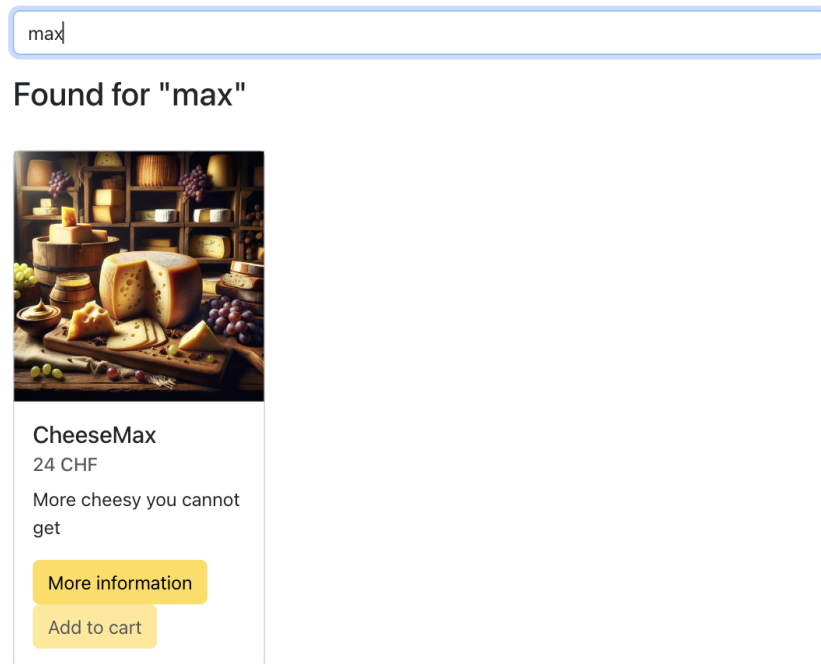 max
Found for "max"
CheeseMax
24 CHF
More cheesy you cannot
get
More information
Add to cart